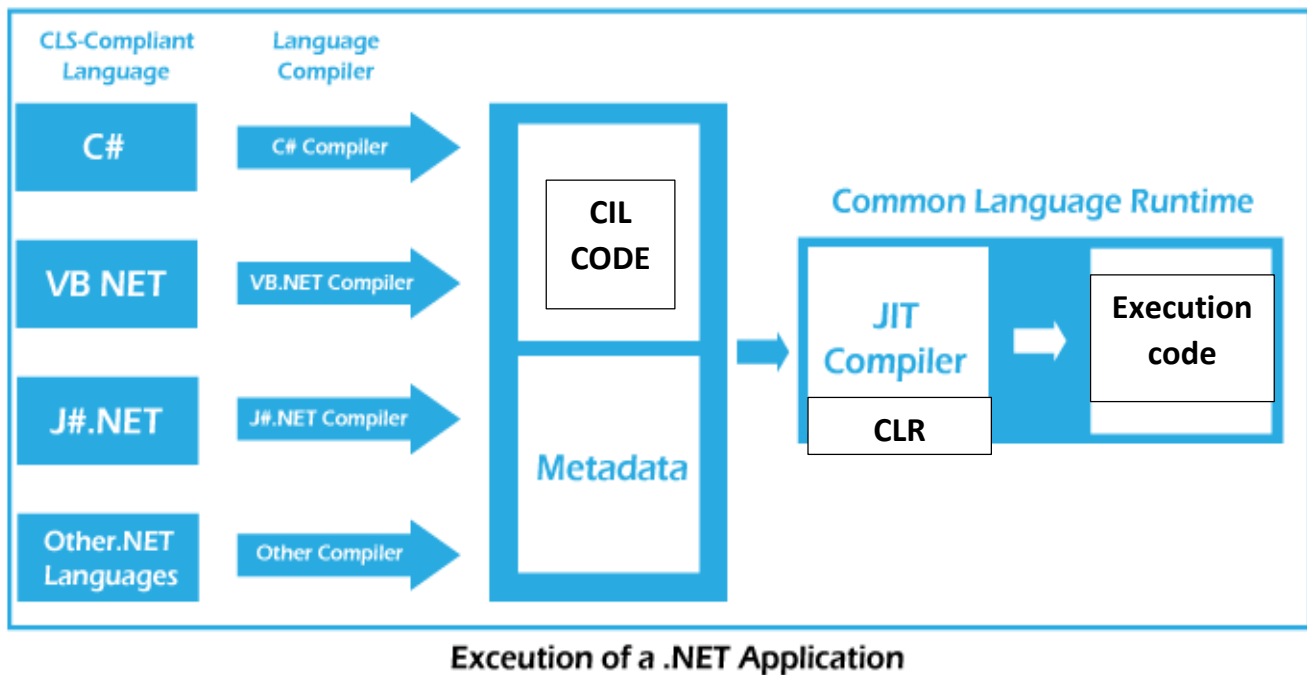 CLS-Compliant
Language
Language
Compiler
C#
C# Compiler
VB NET
VB.NET Compiler
J#.NET
J#.NET Compiler
Other.NET
Languages
Other Compiler
CIL
CODE
Metadata
Common Language Runtime
JIT
Compiler
CLR
Execution
code
Exceution of a .NET Application